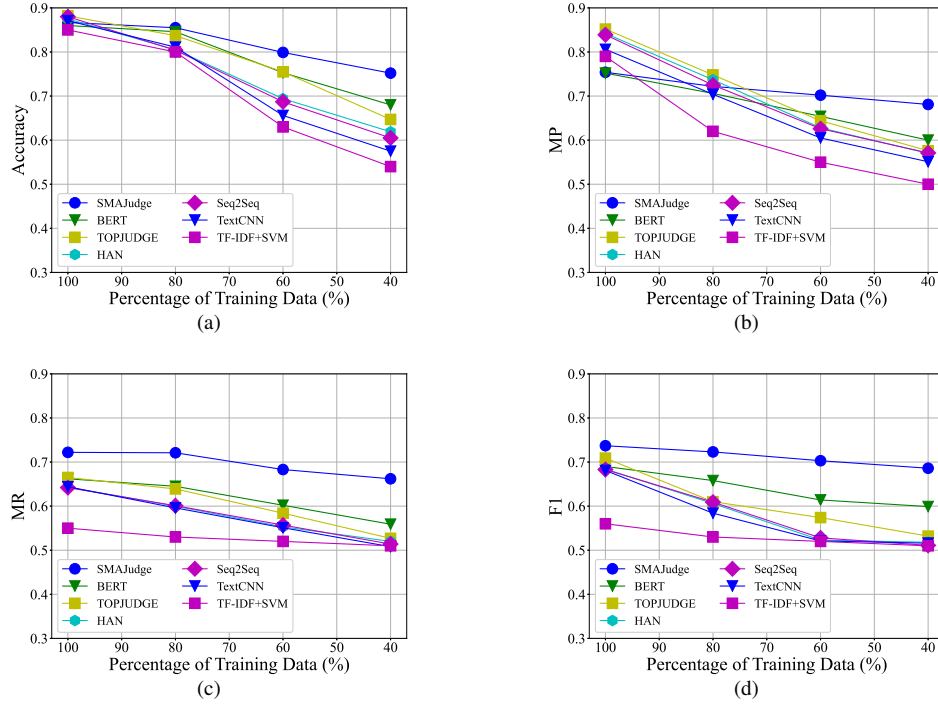 0.9
0.8
0.7
0.6
0.5
0.4
0.3
Accuracy
SMAJudge
BERT
TOPJUDGE
HAN
Seq2Seq
TextCNN
TF-IDF+SVM
100 90 80 70 60 50 40
Percentage of Training Data (%)
(a)
0.9
0.8
0.7
0.6
0.5
0.4
0.3
MP
SMAJudge
BERT
TOPJUDGE
HAN
Seq2Seq
TextCNN
TF-IDF+SVM
100 90 80 70 60 50 40
Percentage of Training Data (%)
(b)
0.9
0.8
0.7
0.6
0.5
0.4
0.3
MR
SMAJudge
BERT
TOPJUDGE
HAN
Seq2Seq
TextCNN
TF-IDF+SVM
100 90 80 70 60 50 40
Percentage of Training Data (%)
(c)
0.9
0.8
0.7
0.6
0.5
0.4
0.3
F1
SMAJudge
BERT
TOPJUDGE
HAN
Seq2Seq
TextCNN
TF-IDF+SVM
100 90 80 70 60 50 40
Percentage of Training Data (%)
(d)